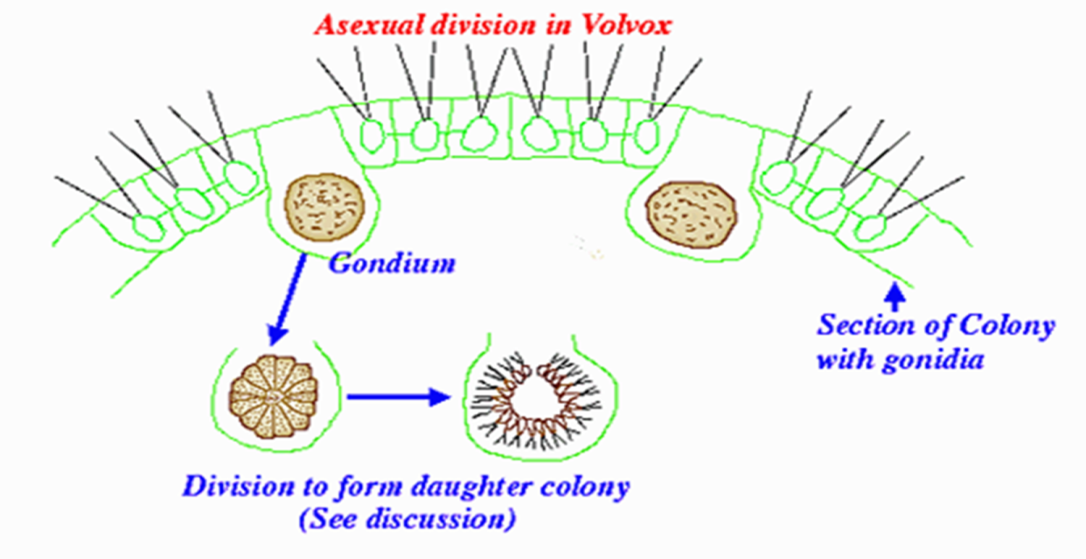 Asexual division in Volvox
Gondium
Section of Colony
with gonidia
Division to form daughter colony
(See discussion)